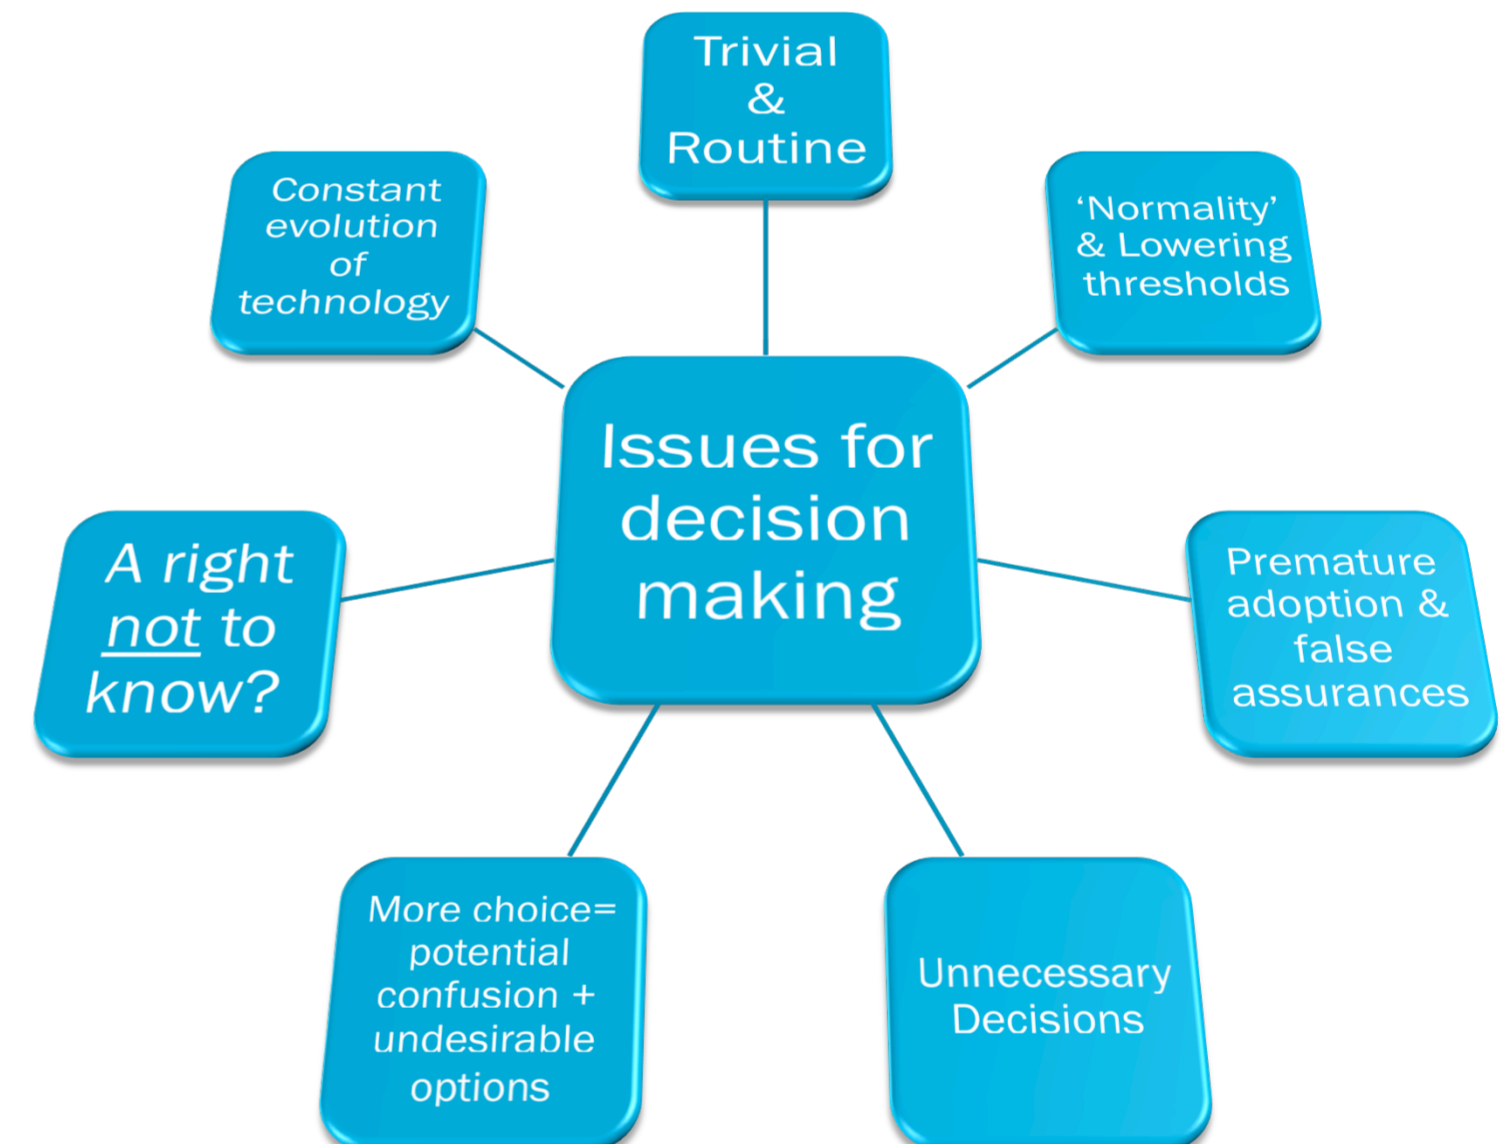 Trivial
&
Routine
Constant
evolution
of
technology
‘Normality’
& Lowering
thresholds
Issues for
decision
making
A right
not to
know?
Premature
adoption &
false
assurances
More choice=
potential
confusion +
undesirable
options
Unnecessary
Decisions